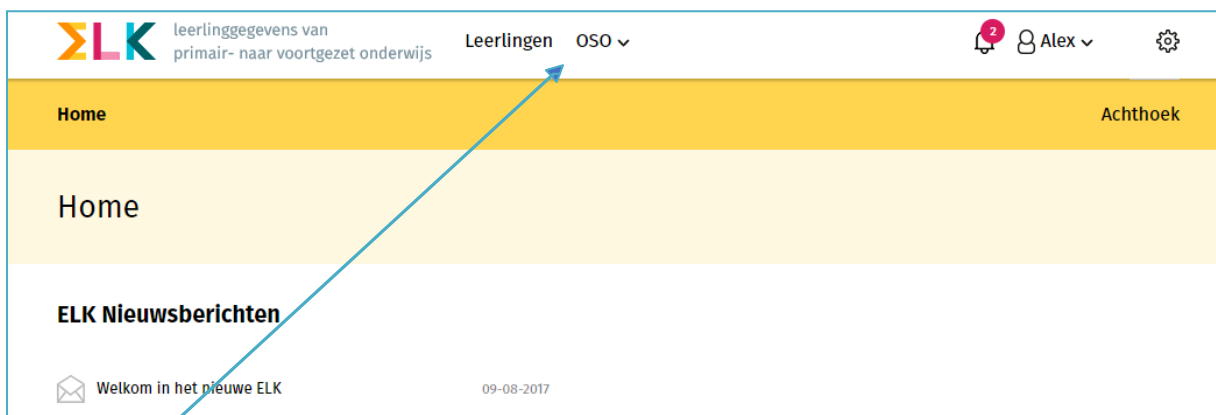 ELK
leerlinggegevens van
primair- naar voortgezet onderwijs
Leerlingen OSO
2
Alex
Home
Achthoek
Home
ELK Nieuwsberichten
Welkom in het nieuwe ELK
09-08-2017